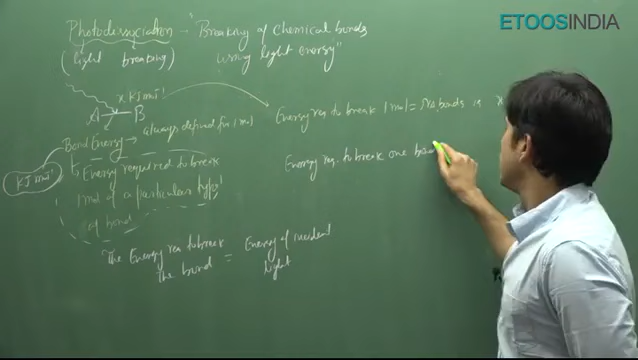 ETOOSINDIA
Photodissyciation - "Breaking of chemical bonds
(light breaking) using light energy"
x KJ mol⁻¹
A — B
Energy req to break 1 mol = NA bonds is x
Bond Energy → always defined for 1 mol
Energy req. to break one bond
KJ mol⁻¹
Energy required to break
1 mol of a particular type
of bond
The Energy req to break = Energy of incident
the bond light